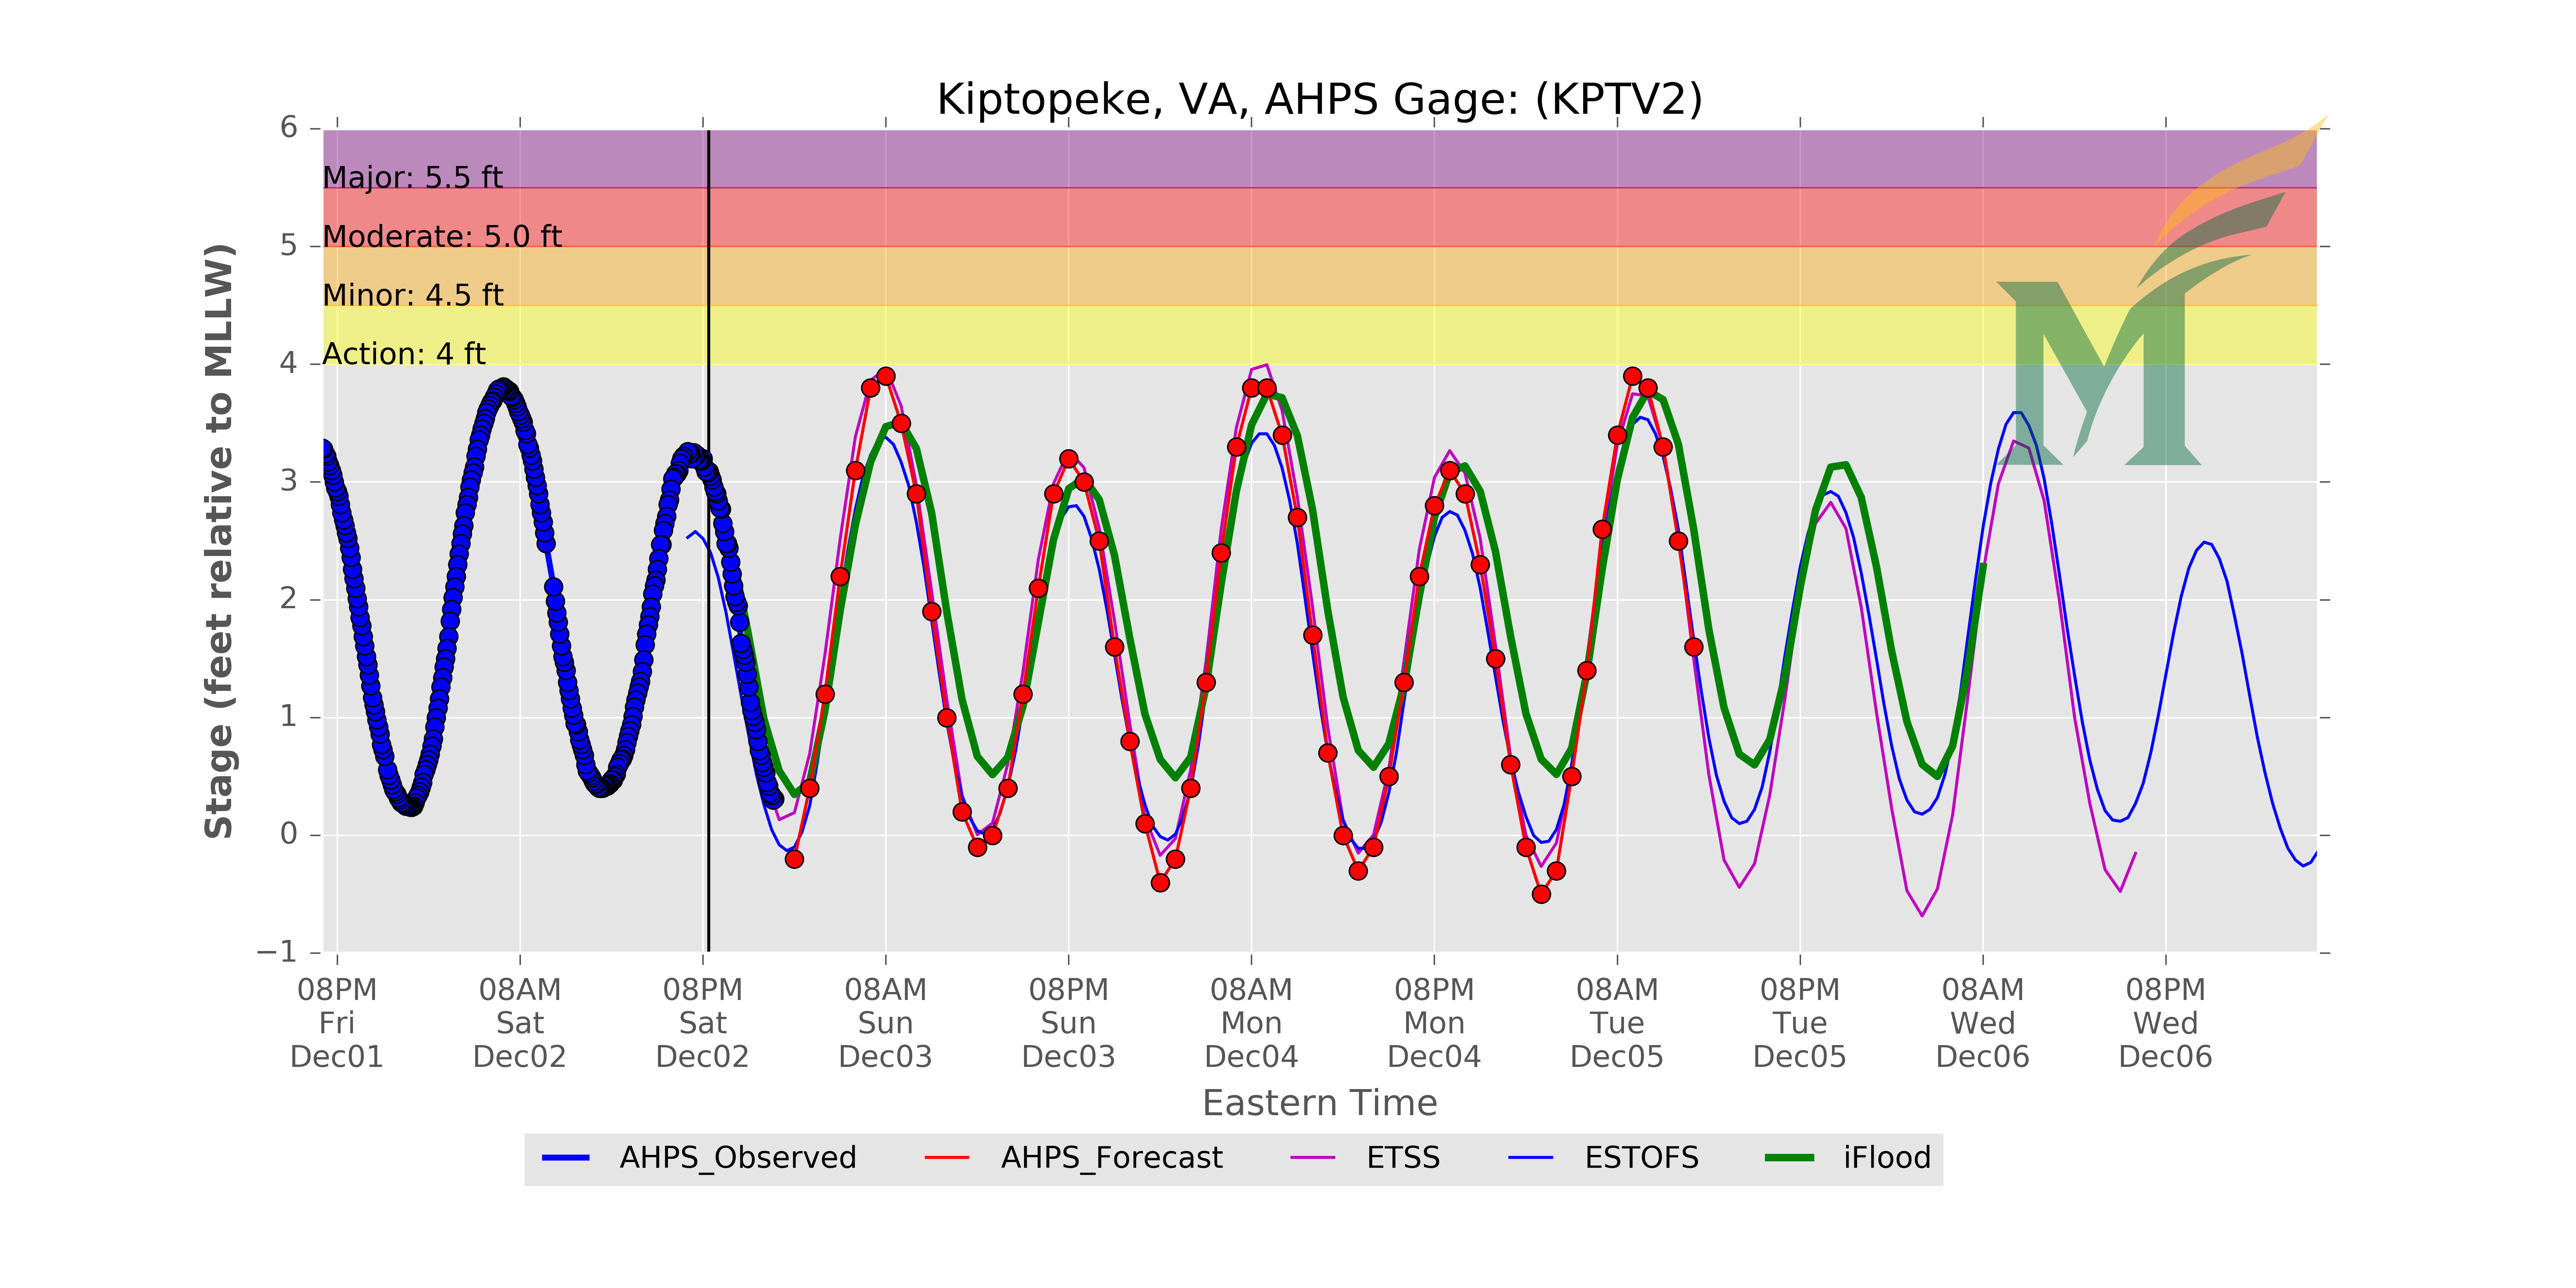 Kiptopeke, VA, AHPS Gage: (KPTV2)
Stage (feet relative to MLLW)
6
5
4
3
2
1
0
−1
Major: 5.5 ft
Moderate: 5.0 ft
Minor: 4.5 ft
Action: 4 ft
M
08PM 08AM 08PM 08AM 08PM 08AM 08PM 08AM 08PM 08AM 08PM
Fri Sat Sat Sun Sun Mon Mon Tue Tue Wed Wed
Dec01 Dec02 Dec02 Dec03 Dec03 Dec04 Dec04 Dec05 Dec05 Dec06 Dec06
Eastern Time
AHPS_Observed AHPS_Forecast ETSS ESTOFS iFlood